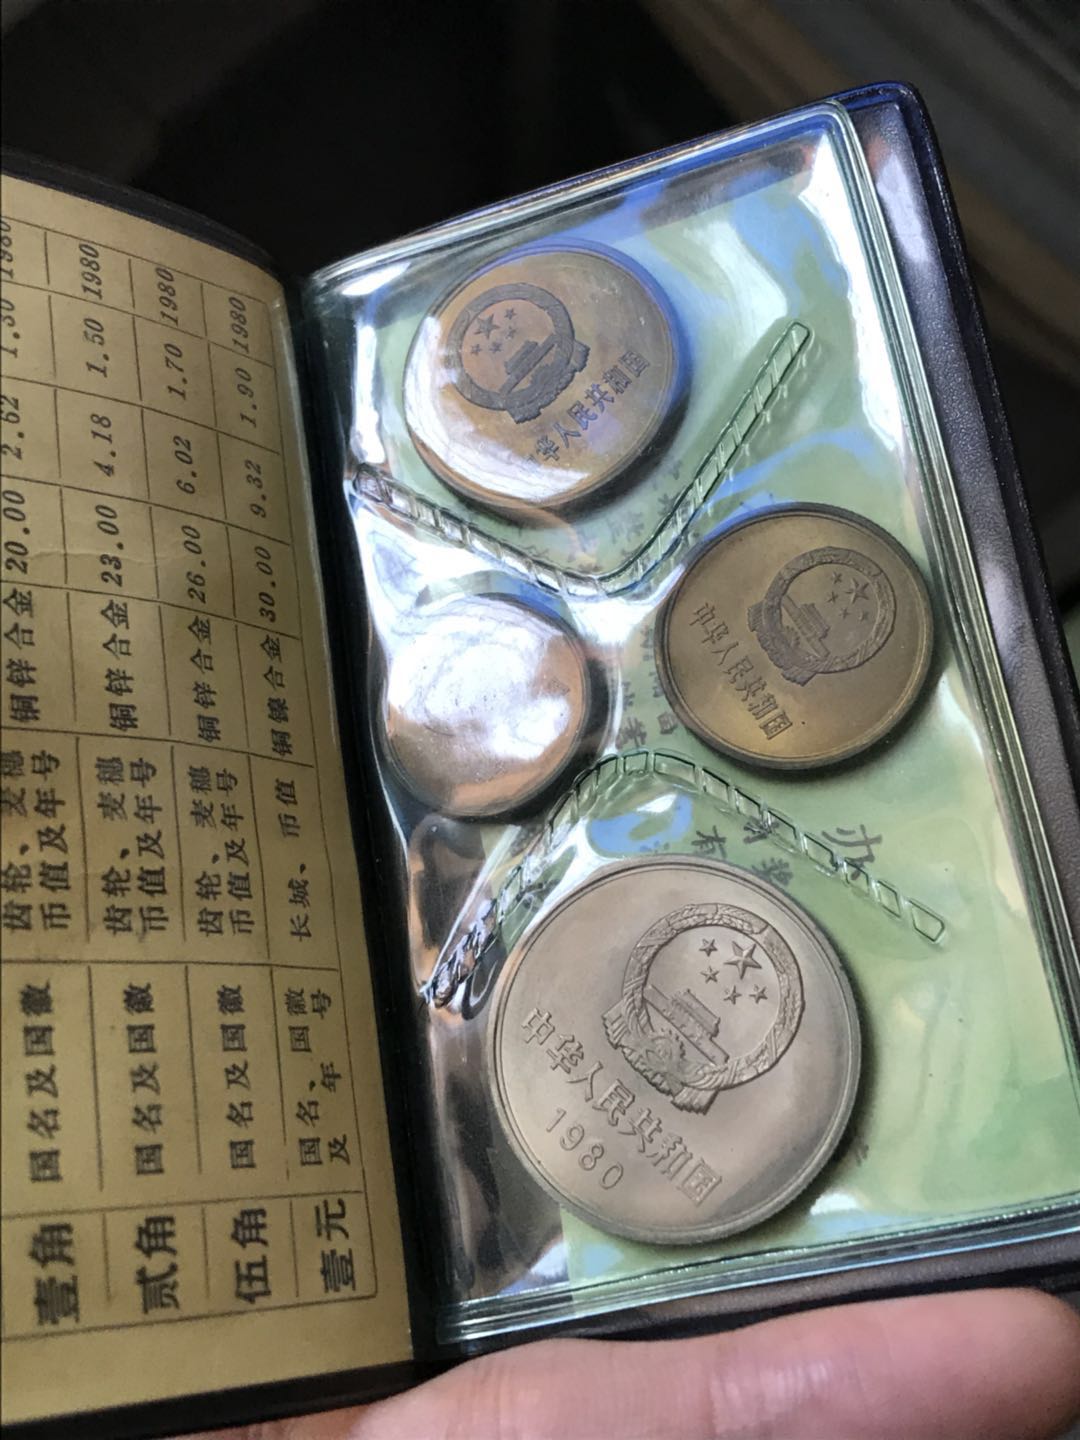 壹角 国名及国徽 齿轮、麦穗 币值及年号 铜锌合金 20.00 2.62 1.30 1980
贰角 国名及国徽 齿轮、麦穗 币值及年号 铜锌合金 23.00 4.18 1.50 1980
伍角 国名及国徽 齿轮、麦穗 币值及年号 铜锌合金 26.00 6.02 1.70 1980
壹元 国名、国徽 及年号 长城、币值 铜镍合金 30.00 9.32 1.90 1980
华人民共和国
中华人民共和国
中华人民共和国
1980
办
有